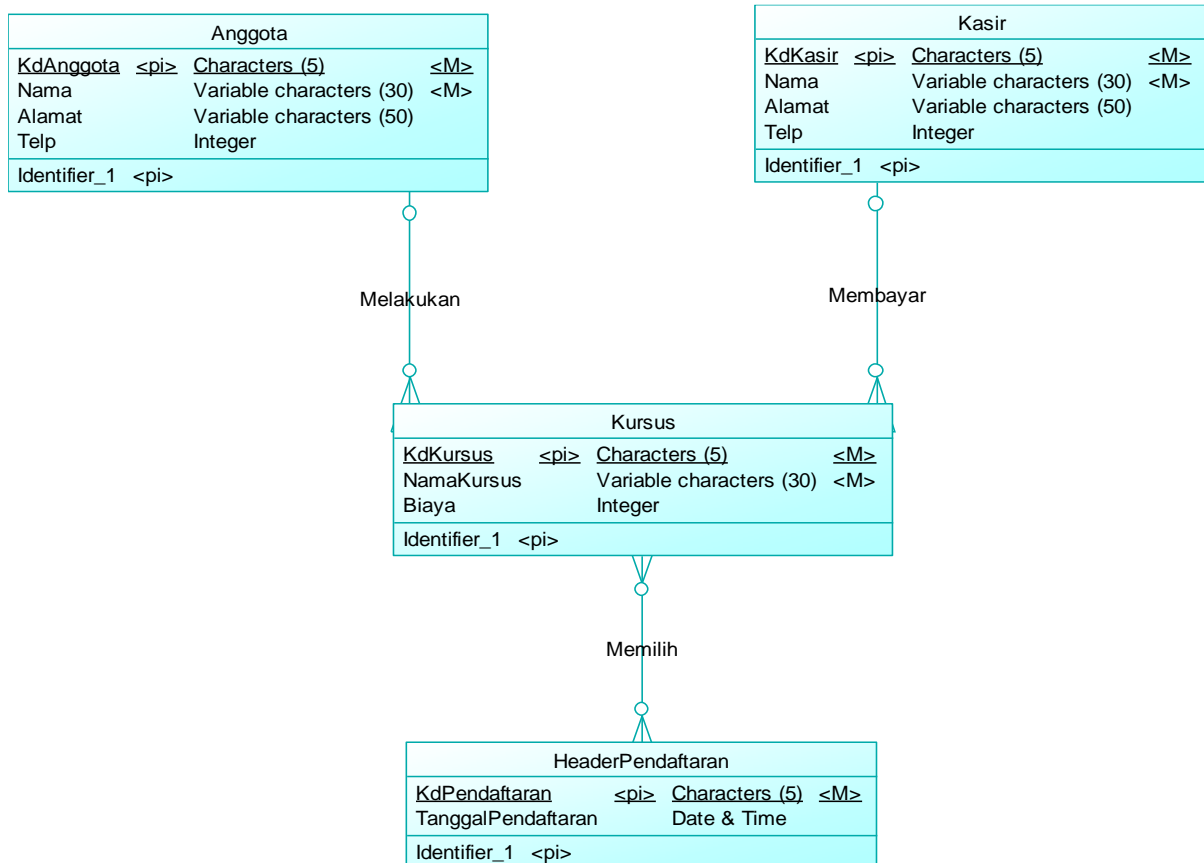 Anggota
KdAnggota <pi> Characters (5) <M>
Nama Variable characters (30) <M>
Alamat Variable characters (50)
Telp Integer
Identifier_1 <pi>
Kasir
KdKasir <pi> Characters (5) <M>
Nama Variable characters (30) <M>
Alamat Variable characters (50)
Telp Integer
Identifier_1 <pi>
Melakukan
Membayar
Kursus
KdKursus <pi> Characters (5) <M>
NamaKursus Variable characters (30) <M>
Biaya Integer
Identifier_1 <pi>
Memilih
HeaderPendaftaran
KdPendaftaran <pi> Characters (5) <M>
TanggalPendaftaran Date & Time
Identifier_1 <pi>